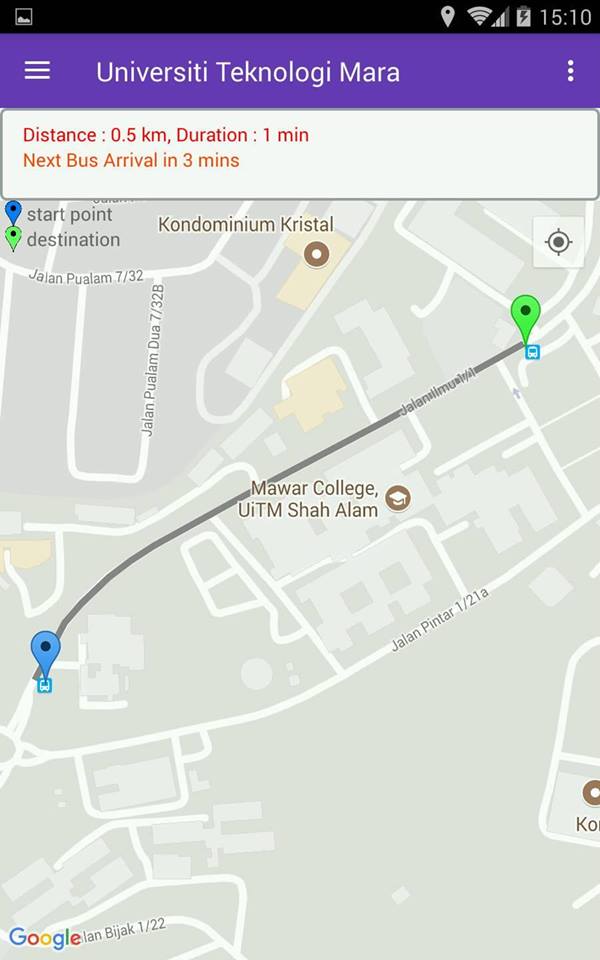 15:10
Universiti Teknologi Mara
Distance : 0.5 km, Duration : 1 min
Next Bus Arrival in 3 mins
start point
destination
Kondominium Kristal
Jalan Pualam 7/32
Jalan Pualam Dua 7/32B
Jalan Ilmu 1/1
Mawar College,
UiTM Shah Alam
Jalan Pintar 1/21a
Kor
Google
alan Bijak 1/22